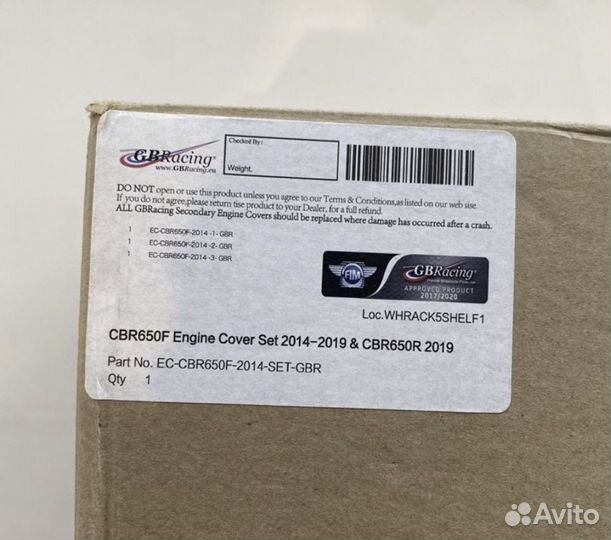 GBRacing®
www.GBRacing.eu
Checked By:
Weight.
DO NOT open or use this product unless you agree to our Terms & Conditions,as listed on our web sise
If you do not agree,please return tise product to your Dealer, for a full refund.
ALL GBRacing Secondary Engine Covers should be replaced where damage has occurred after a crash.
1 EC-CBR650F-2014 -1- GBR
1 EC-CBR650F-2014 -2- GBR
1 EC-CBR650F-2014 -3- GBR
FIM
GBRacing®
APPROVED PRODUCT
2017/2020
Loc.WHRACK5SHELF1
CBR650F Engine Cover Set 2014-2019 & CBR650R 2019
Part No. EC-CBR650F-2014-SET-GBR
Qty 1
Avito